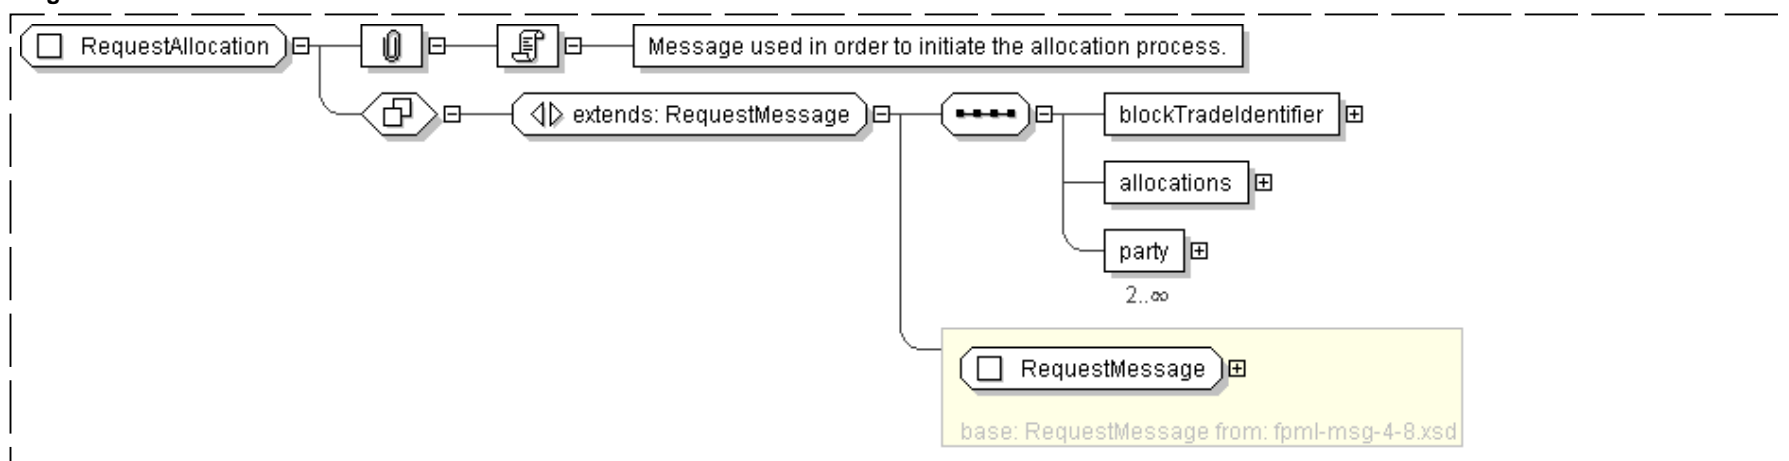 RequestAllocation
Message used in order to initiate the allocation process.
extends: RequestMessage
blockTradeIdentifier
allocations
party
2..∞
RequestMessage
base: RequestMessage from: fpml-msg-4-8.xsd